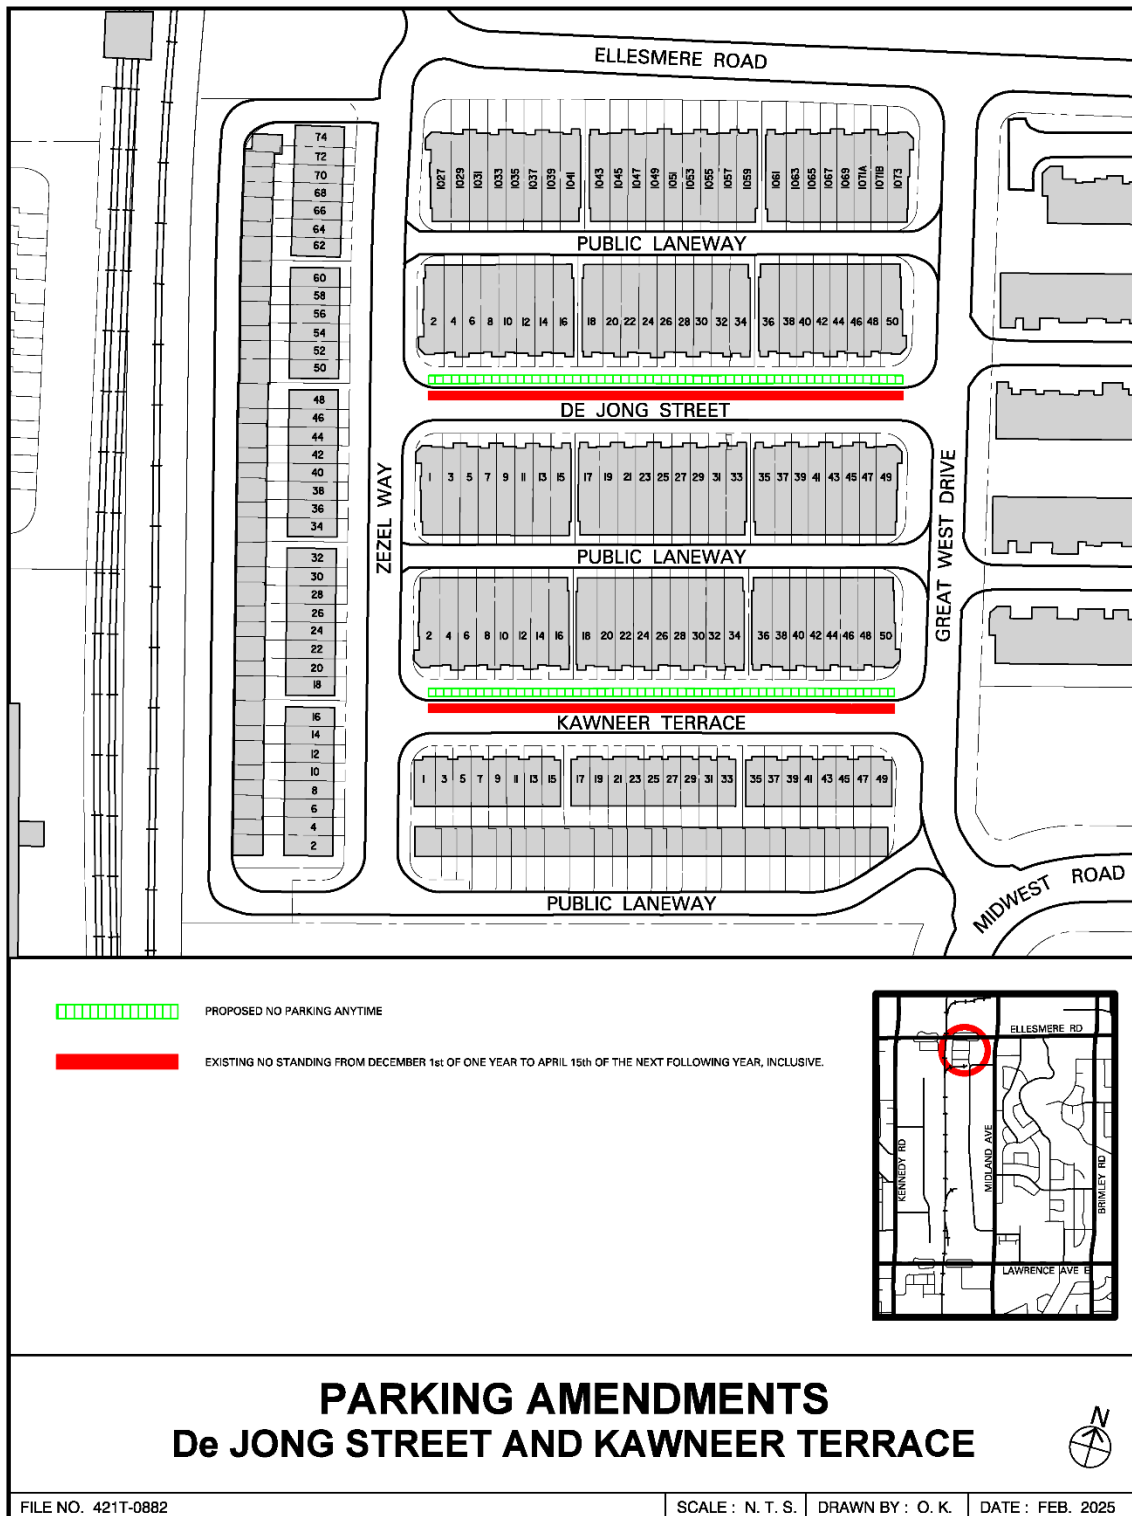 ELLESMERE ROAD
74
72
70
68
66
64
62
1027 1029 1031 1033 1035 1037 1039 1041 1043 1045 1047 1049 1051 1053 1055 1057 1059 1061 1063 1065 1067 1069 1071A 1071B 1073
PUBLIC LANEWAY
60
58
56
54
52
50
2 4 6 8 10 12 14 16 18 20 22 24 26 28 30 32 34 36 38 40 42 44 46 48 50
DE JONG STREET
48
46
44
42
40
38
36
34
ZEZEL WAY
1 3 5 7 9 11 13 15 17 19 21 23 25 27 29 31 33 35 37 39 41 43 45 47 49
GREAT WEST DRIVE
PUBLIC LANEWAY
32
30
28
26
24
22
20
18
2 4 6 8 10 12 14 16 18 20 22 24 26 28 30 32 34 36 38 40 42 44 46 48 50
KAWNEER TERRACE
16
14
12
10
8
6
4
2
1 3 5 7 9 11 13 15 17 19 21 23 25 27 29 31 33 35 37 39 41 43 45 47 49
PUBLIC LANEWAY
MIDWEST ROAD
PROPOSED NO PARKING ANYTIME
EXISTING NO STANDING FROM DECEMBER 1st OF ONE YEAR TO APRIL 15th OF THE NEXT FOLLOWING YEAR, INCLUSIVE.
ELLESMERE RD
KENNEDY RD
MIDLAND AVE
BRIMLEY RD
LAWRENCE AVE E
PARKING AMENDMENTS
De JONG STREET AND KAWNEER TERRACE
N
FILE NO. 421T-0882
SCALE : N. T. S.
DRAWN BY : O. K.
DATE : FEB. 2025